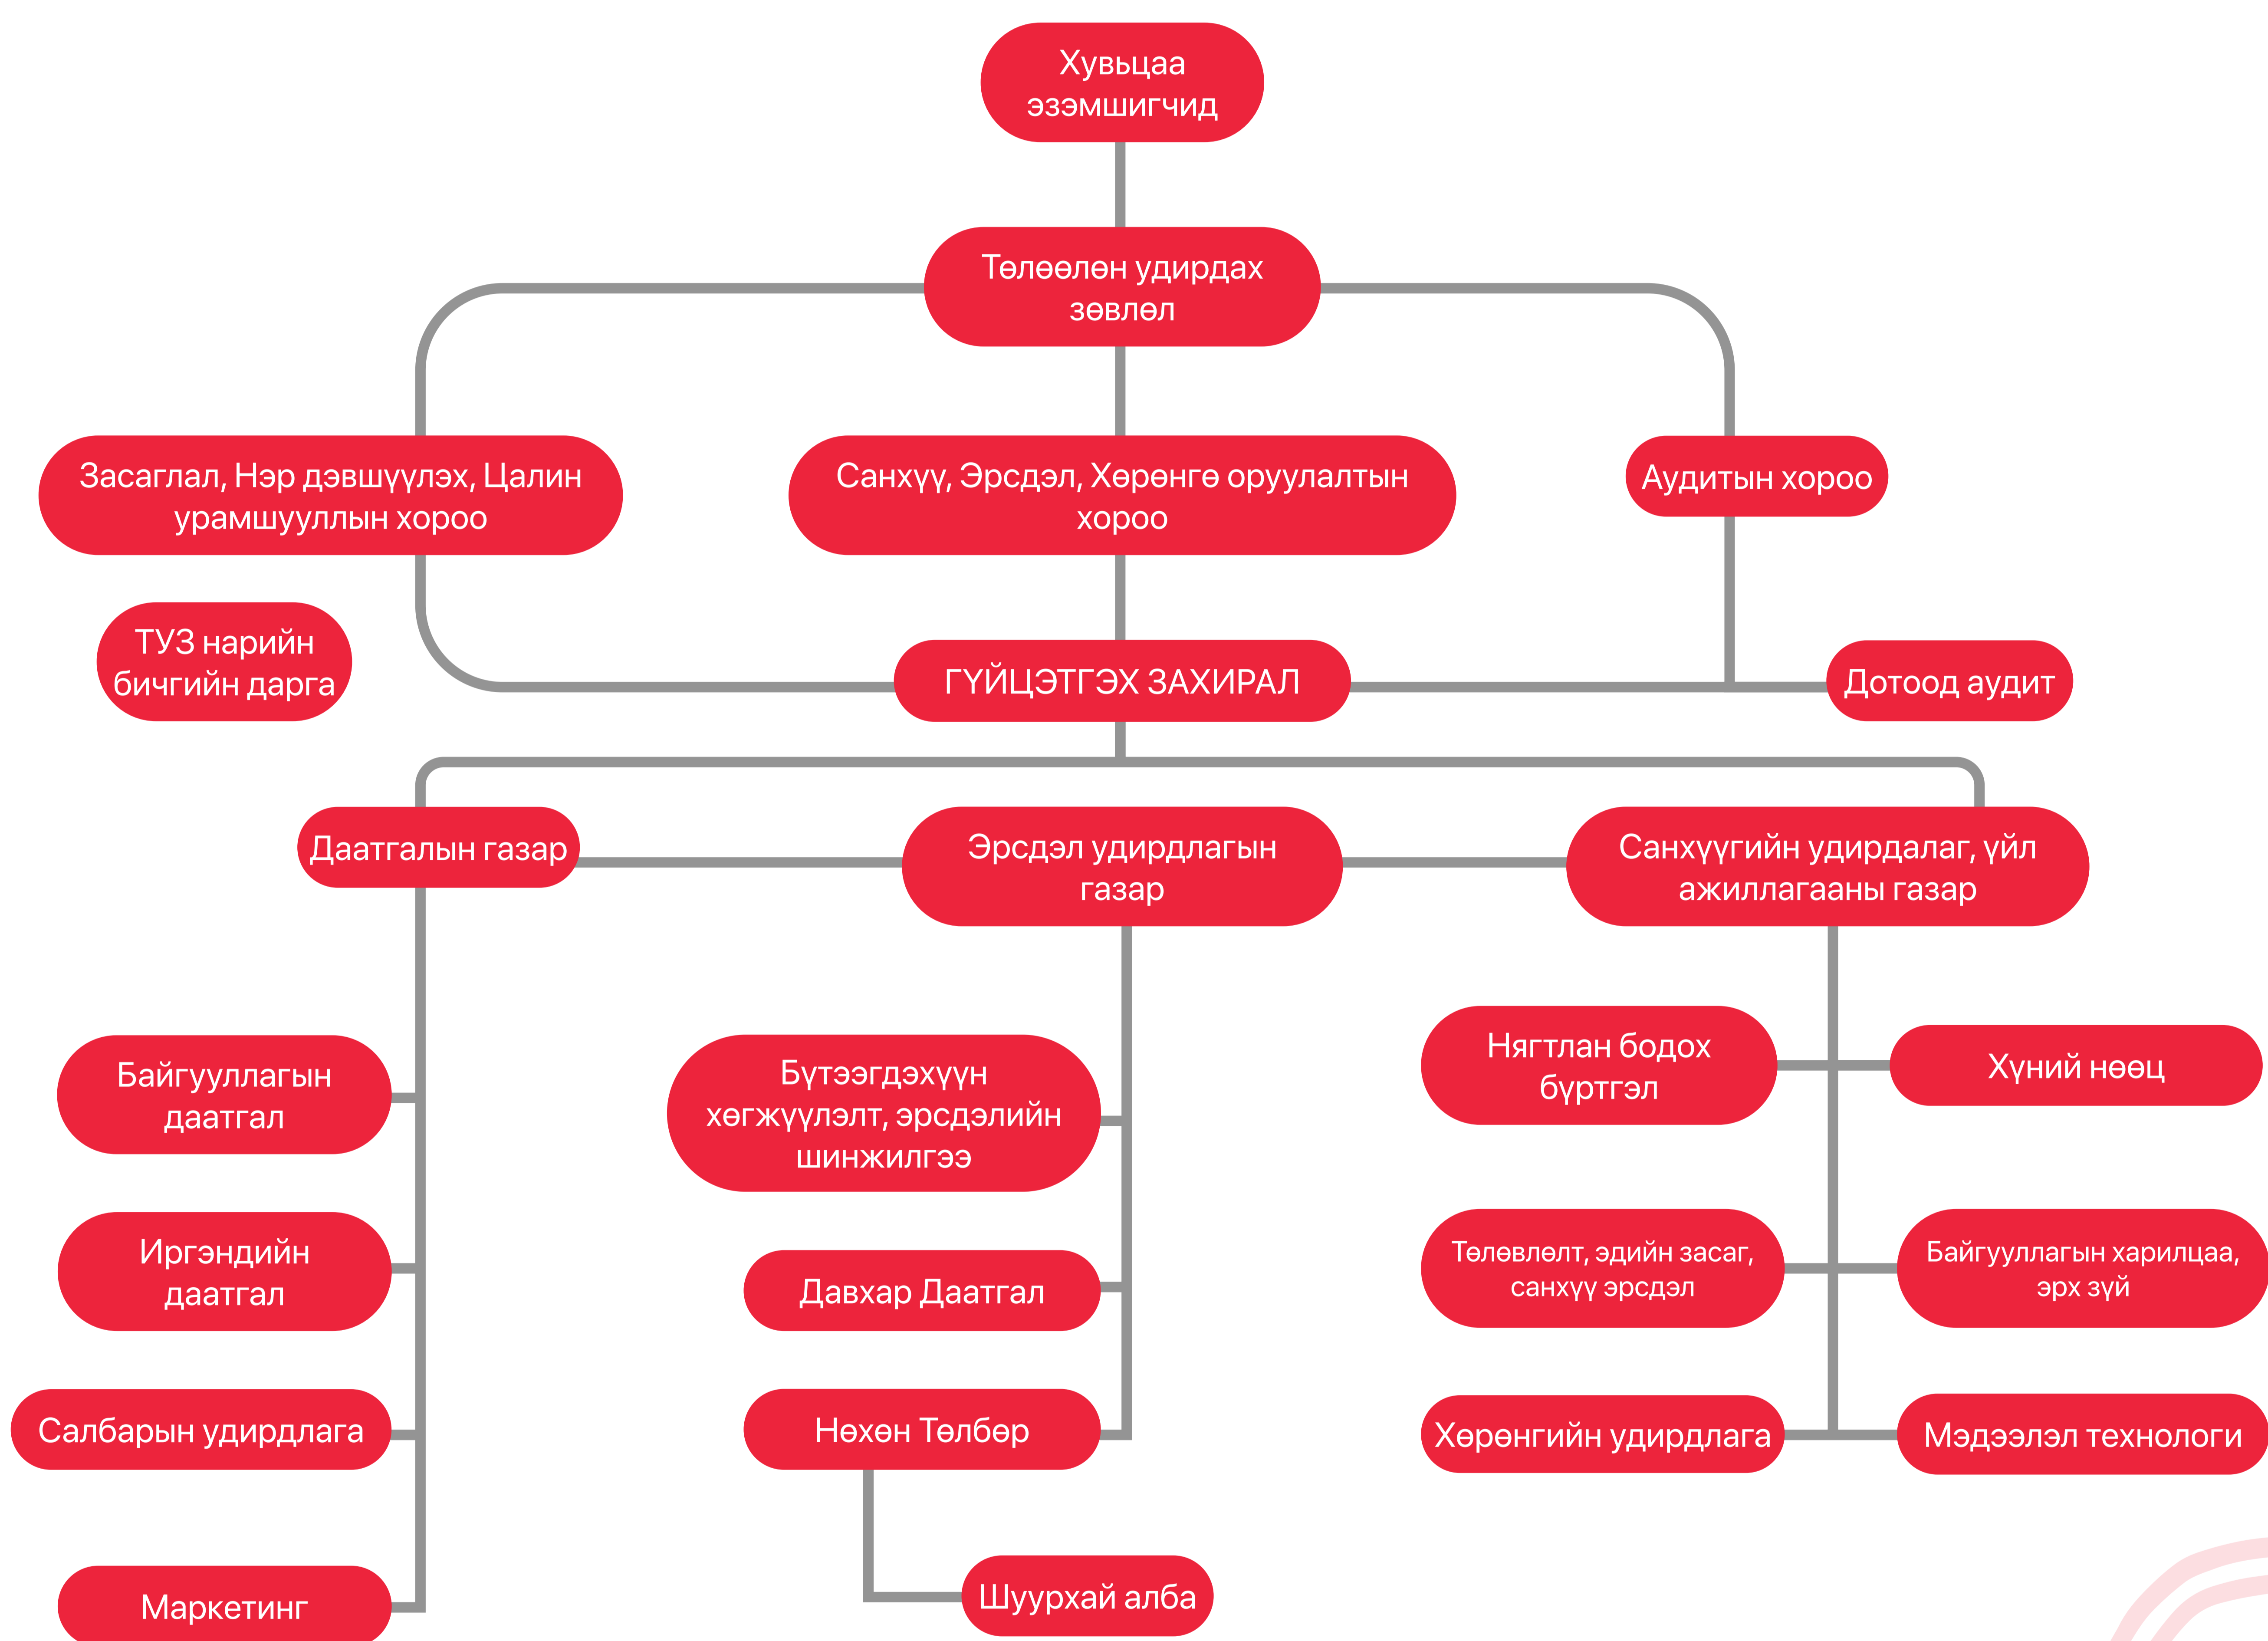 Хувьцаа
эзэмшигчид
Төлөөлөн удирдах
зөвлөл
Засаглал, Нэр дэвшүүлэх, Цалин
урамшууллын хороо
Санхүү, Эрсдэл, Хөрөнгө оруулалтын
хороо
Аудитын хороо
ТУЗ нарийн
бичгийн дарга
ГҮЙЦЭТГЭХ ЗАХИРАЛ
Дотоод аудит
Даатгалын газар
Эрсдэл удирдлагын
газар
Санхүүгийн удирдалаг, үйл
ажиллагааны газар
Байгууллагын
даатгал
Иргэндийн
даатгал
Салбарын удирдлага
Маркетинг
Бүтээгдэхүүн
хөгжүүлэлт, эрсдэлийн
шинжилгээ
Давхар Даатгал
Нөхөн Төлбөр
Шуурхай алба
Нягтлан бодох
бүртгэл
Хүний нөөц
Төлөвлөлт, эдийн засаг,
санхүү эрсдэл
Байгууллагын харилцаа,
эрх зүй
Хөрөнгийн удирдлага
Мэдээлэл технологи